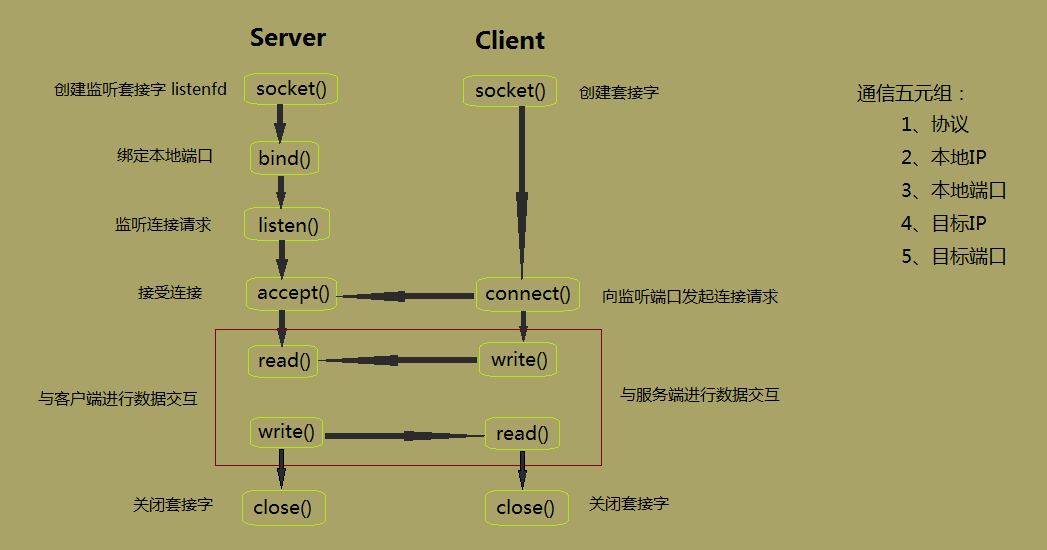 Server
Client
创建监听套接字 listenfd
socket()
socket()
创建套接字
通信五元组：
1、协议
绑定本地端口
bind()
2、本地IP
3、本地端口
监听连接请求
listen()
4、目标IP
5、目标端口
接受连接
accept()
connect()
向监听端口发起连接请求
read()
write()
与客户端进行数据交互
与服务端进行数据交互
write()
read()
关闭套接字
close()
close()
关闭套接字